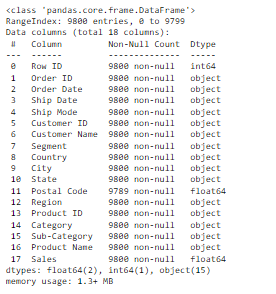 <class 'pandas.core.frame.DataFrame'>
RangeIndex: 9800 entries, 0 to 9799
Data columns (total 18 columns):
 #   Column         Non-Null Count  Dtype
---  ------         --------------  -----
 0   Row ID         9800 non-null   int64
 1   Order ID       9800 non-null   object
 2   Order Date     9800 non-null   object
 3   Ship Date      9800 non-null   object
 4   Ship Mode      9800 non-null   object
 5   Customer ID    9800 non-null   object
 6   Customer Name  9800 non-null   object
 7   Segment        9800 non-null   object
 8   Country        9800 non-null   object
 9   City           9800 non-null   object
 10  State          9800 non-null   object
 11  Postal Code    9789 non-null   float64
 12  Region         9800 non-null   object
 13  Product ID     9800 non-null   object
 14  Category       9800 non-null   object
 15  Sub-Category   9800 non-null   object
 16  Product Name   9800 non-null   object
 17  Sales          9800 non-null   float64
dtypes: float64(2), int64(1), object(15)
memory usage: 1.3+ MB